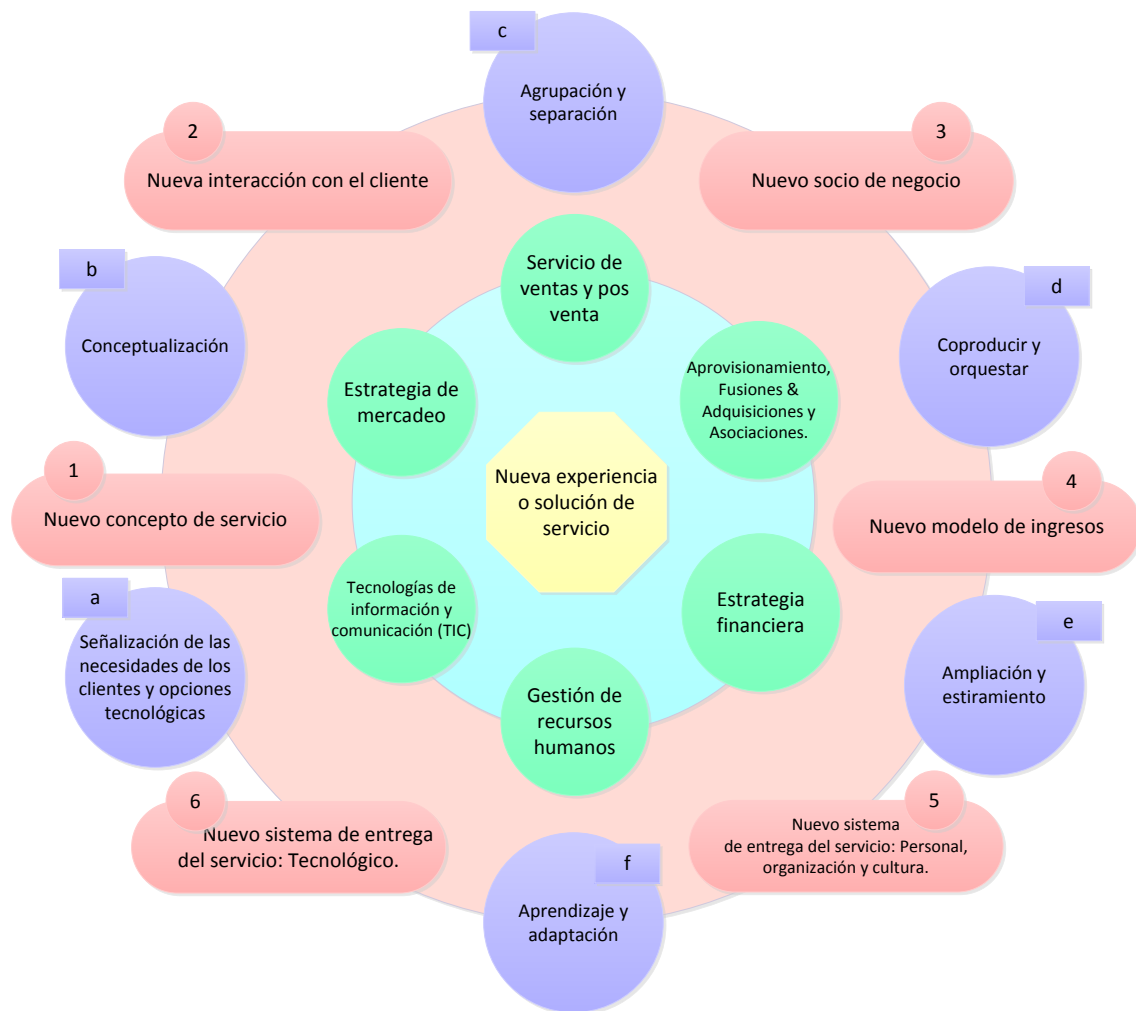 c
Agrupación y
separación
2
Nueva interacción con el cliente
3
Nuevo socio de negocio
b
Conceptualización
Servicio de
ventas y pos
venta
d
Coproducir y
orquestar
Estrategia de
mercadeo
Aprovisionamiento,
Fusiones &
Adquisiciones y
Asociaciones.
1
Nuevo concepto de servicio
Nueva experiencia
o solución de
servicio
4
Nuevo modelo de ingresos
a
Señalización de las
necesidades de los
clientes y opciones
tecnológicas
Tecnologías de
información y
comunicación (TIC)
Estrategia
financiera
e
Ampliación y
estiramiento
Gestión de
recursos
humanos
6
Nuevo sistema de entrega
del servicio: Tecnológico.
5
Nuevo sistema
de entrega del servicio: Personal,
organización y cultura.
f
Aprendizaje y
adaptación